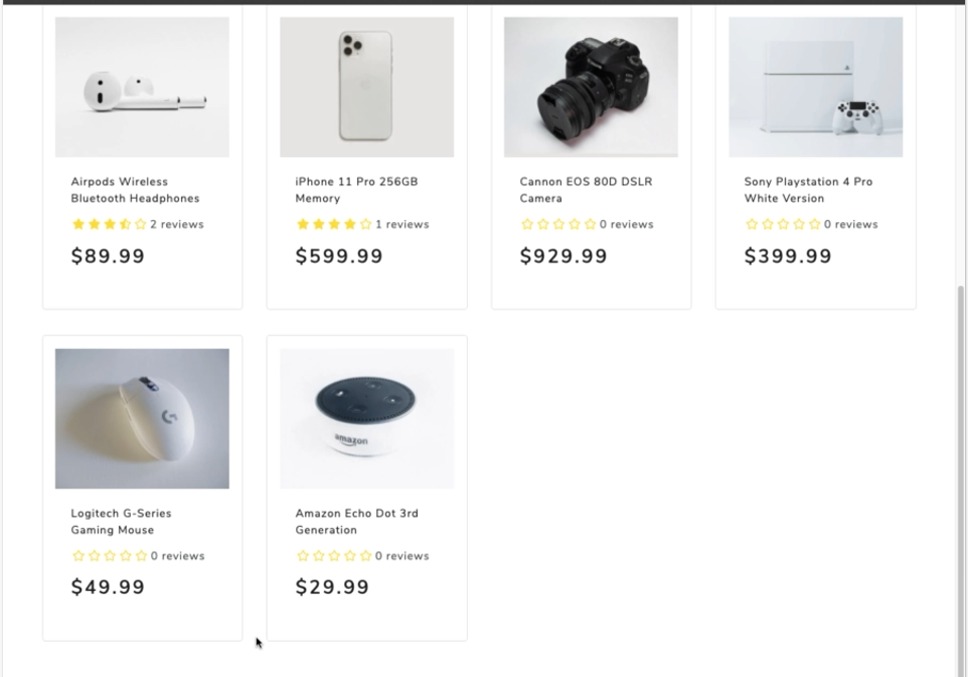 Airpods Wireless
Bluetooth Headphones
2 reviews
$89.99
iPhone 11 Pro 256GB
Memory
1 reviews
$599.99
Cannon EOS 80D DSLR
Camera
0 reviews
$929.99
Sony Playstation 4 Pro
White Version
0 reviews
$399.99
Logitech G-Series
Gaming Mouse
0 reviews
$49.99
amazon
Amazon Echo Dot 3rd
Generation
0 reviews
$29.99